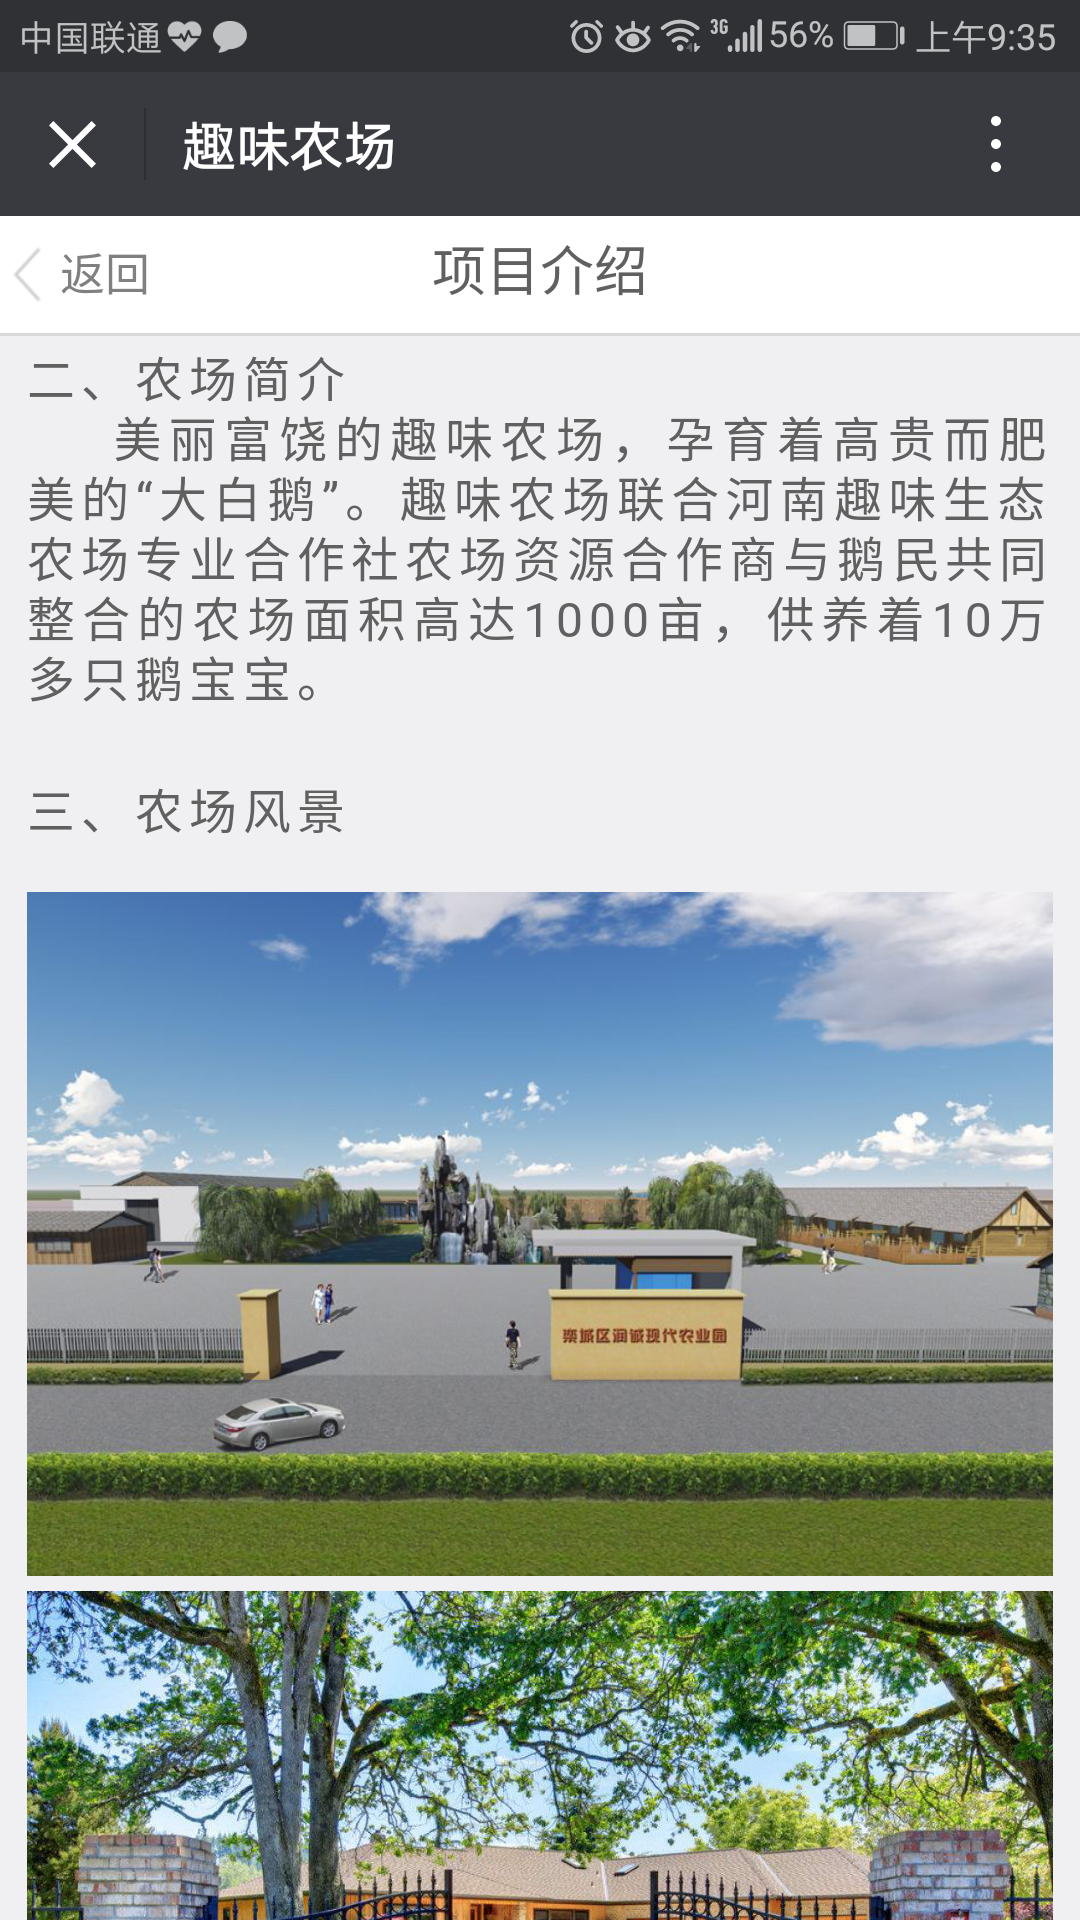 中国联通 3G 56% 上午9:35
趣味农场
返回 项目介绍
二、农场简介
美丽富饶的趣味农场，孕育着高贵而肥
美的“大白鹅”。趣味农场联合河南趣味生态
农场专业合作社农场资源合作商与鹅民共同
整合的农场面积高达1000亩，供养着10万
多只鹅宝宝。
三、农场风景
栾城区润诚现代农业园